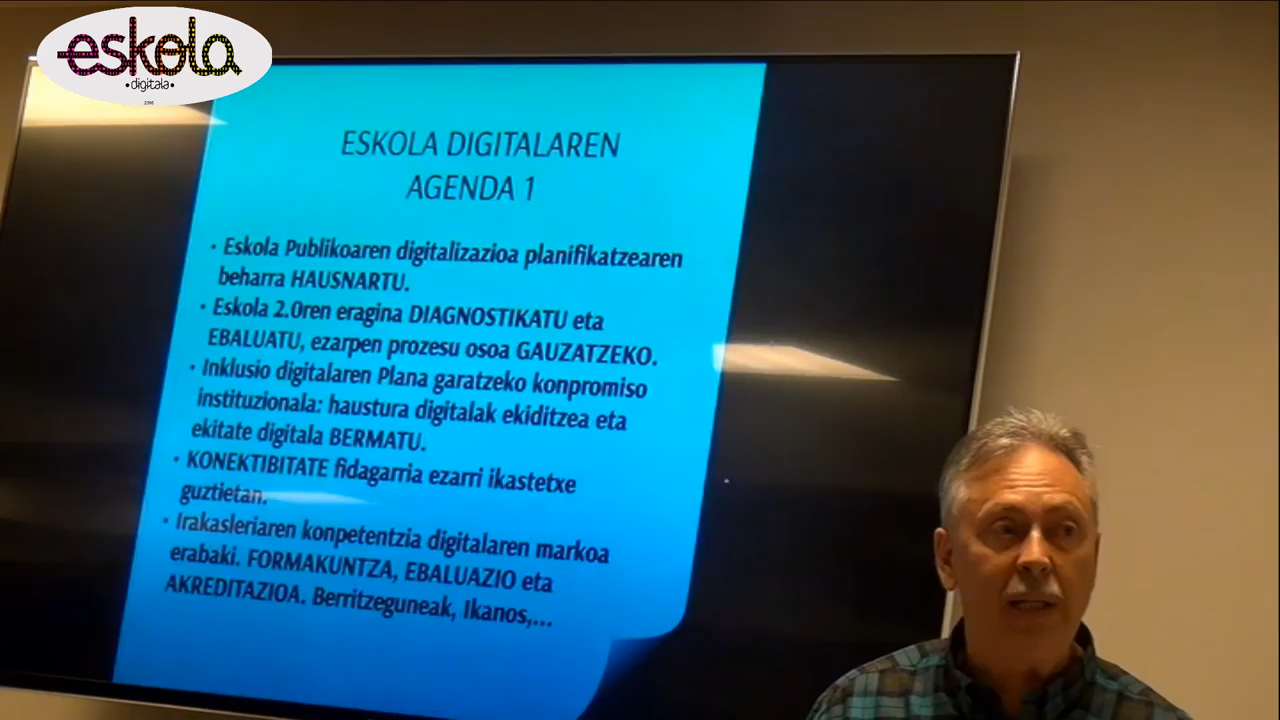 eskola
•digitala•
2016
ESKOLA DIGITALAREN
AGENDA 1
• Eskola Publikoaren digitalizazioa planifikatzearen
beharra HAUSNARTU.
• Eskola 2.0ren eragina DIAGNOSTIKATU eta
EBALUATU, ezarpen prozesu osoa GAUZATZEKO.
• Inklusio digitalaren Plana garatzeko konpromiso
instituzionala: haustura digitalak ekiditzea eta
ekitate digitala BERMATU.
• KONEKTIBITATE fidagarria ezarri ikastetxe
guztietan.
• Irakasleriaren konpetentzia digitalaren markoa
erabaki. FORMAKUNTZA, EBALUAZIO eta
AKREDITAZIOA. Berritzeguneak, Ikanos,...